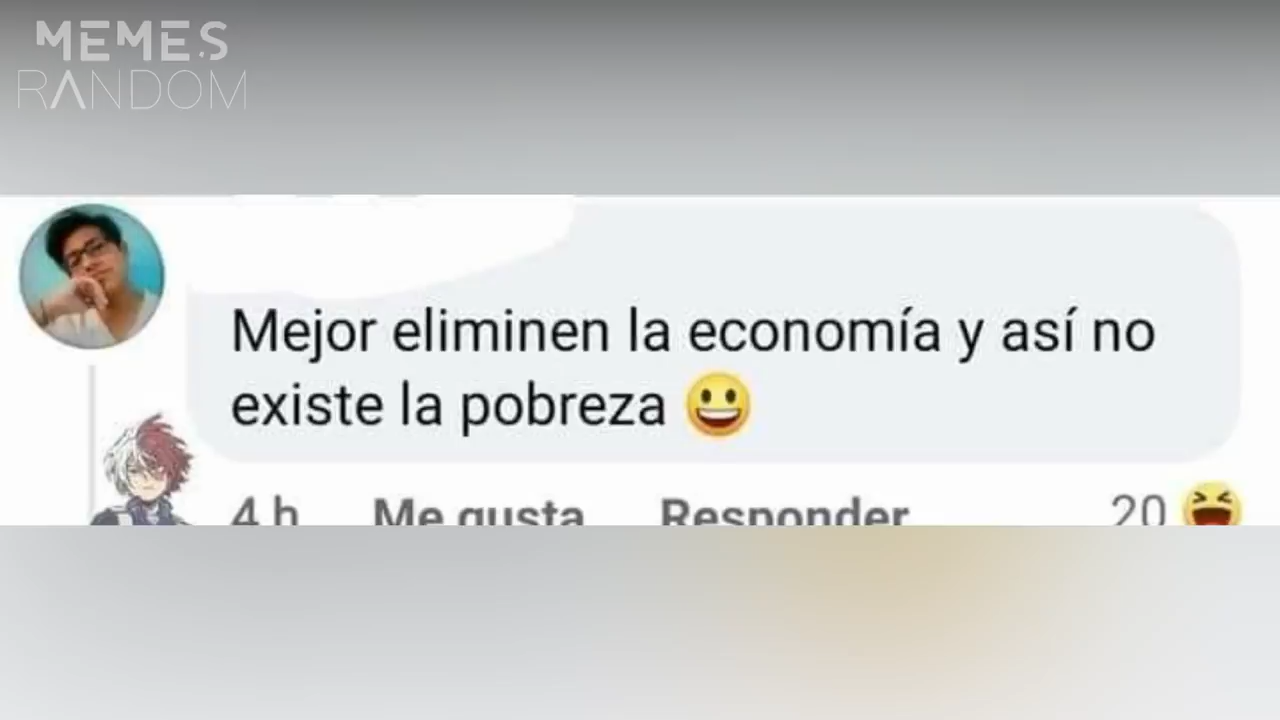 MEMES
RANDOM
Mejor eliminen la economía y así no
existe la pobreza 😃
4 h Me gusta Responder 20 😆